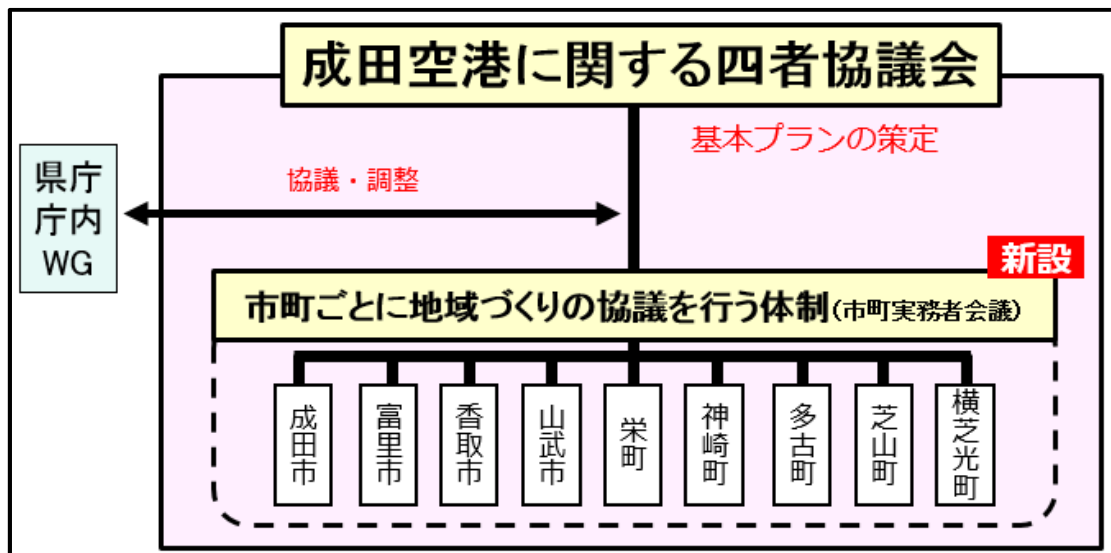 成田空港に関する四者協議会
基本プランの策定
県庁
庁内
WG
協議・調整
新設
市町ごとに地域づくりの協議を行う体制(市町実務者会議)
成田市
富里市
香取市
山武市
栄町
神崎町
多古町
芝山町
横芝光町